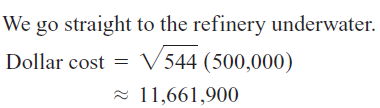 We go straight to the refinery underwater.
Dollar cost = √544 (500,000)
≈ 11,661,900